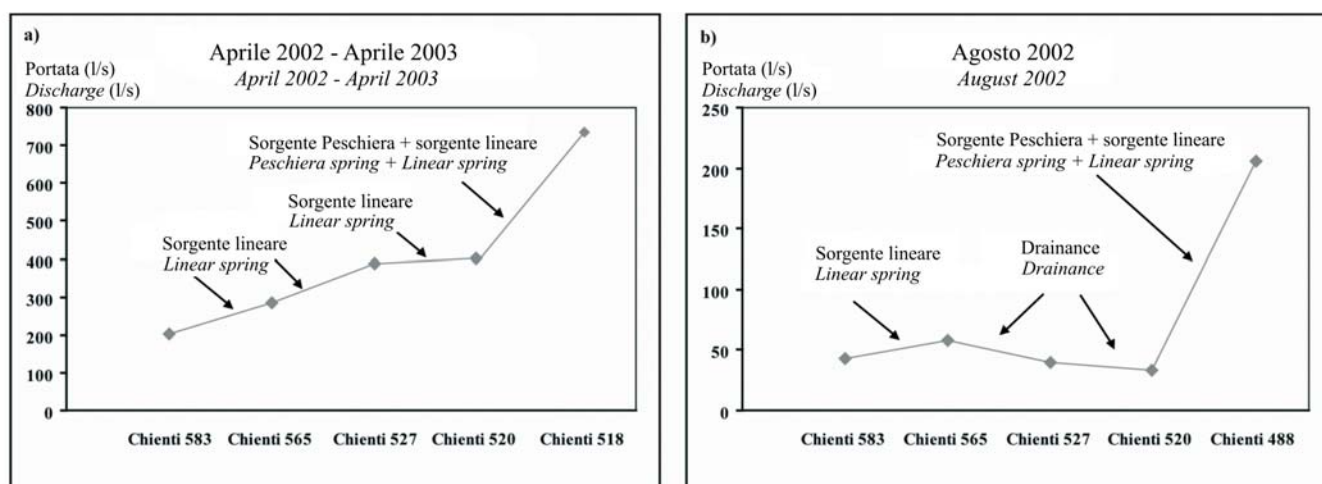 a)
Aprile 2002 - Aprile 2003
April 2002 - April 2003
Portata (l/s)
Discharge (l/s)
800
700
600
500
400
300
200
100
0
Sorgente Peschiera + sorgente lineare
Peschiera spring + Linear spring
Sorgente lineare
Linear spring
Sorgente lineare
Linear spring
Chienti 583
Chienti 565
Chienti 527
Chienti 520
Chienti 518
b)
Agosto 2002
August 2002
Portata (l/s)
Discharge (l/s)
250
200
150
100
50
0
Sorgente Peschiera + sorgente lineare
Peschiera spring + Linear spring
Sorgente lineare
Linear spring
Drainance
Drainance
Chienti 583
Chienti 565
Chienti 527
Chienti 520
Chienti 488